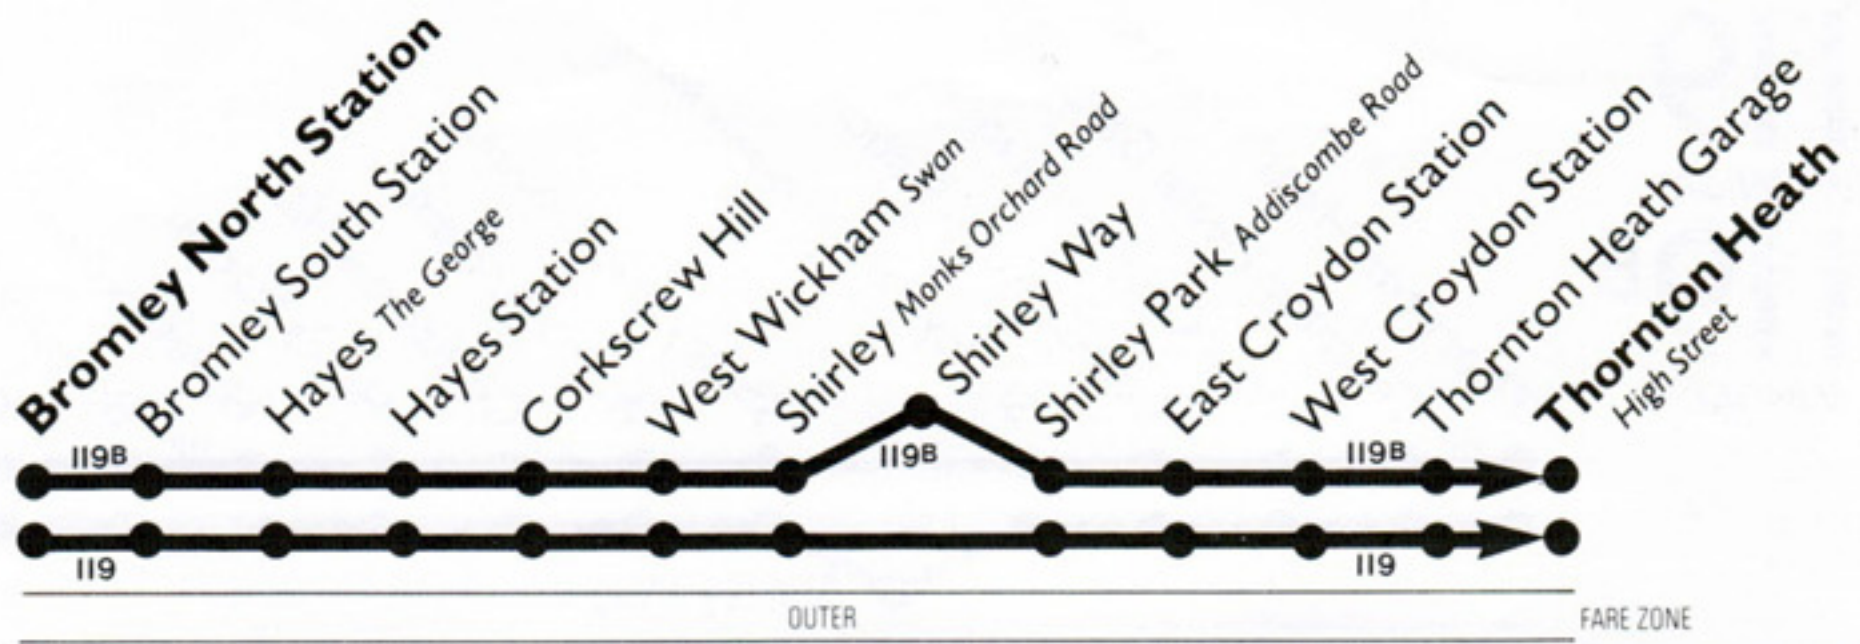 Bromley North Station
Bromley South Station
Hayes The George
Hayes Station
Corkscrew Hill
West Wickham Swan
Shirley Monks Orchard Road
Shirley Way
Shirley Park Addiscombe Road
East Croydon Station
West Croydon Station
Thornton Heath Garage
Thornton Heath
High Street
119B
119B
119B
119
119
OUTER
FARE ZONE